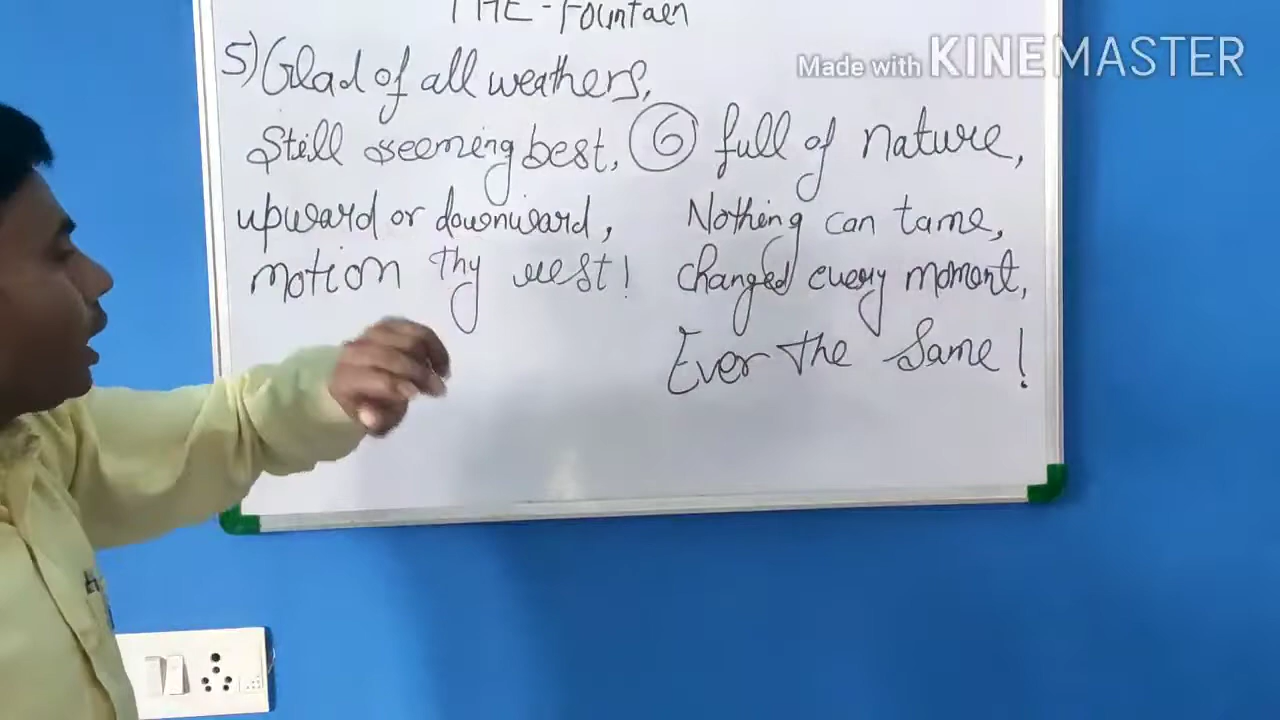 THE-Fountain
Made with KINEMASTER
5) Glad of all weathers,
Still seeming best,
upward or downward,
motion Thy rest!
6 full of nature,
Nothing can tame,
changed every moment,
Ever the Same!